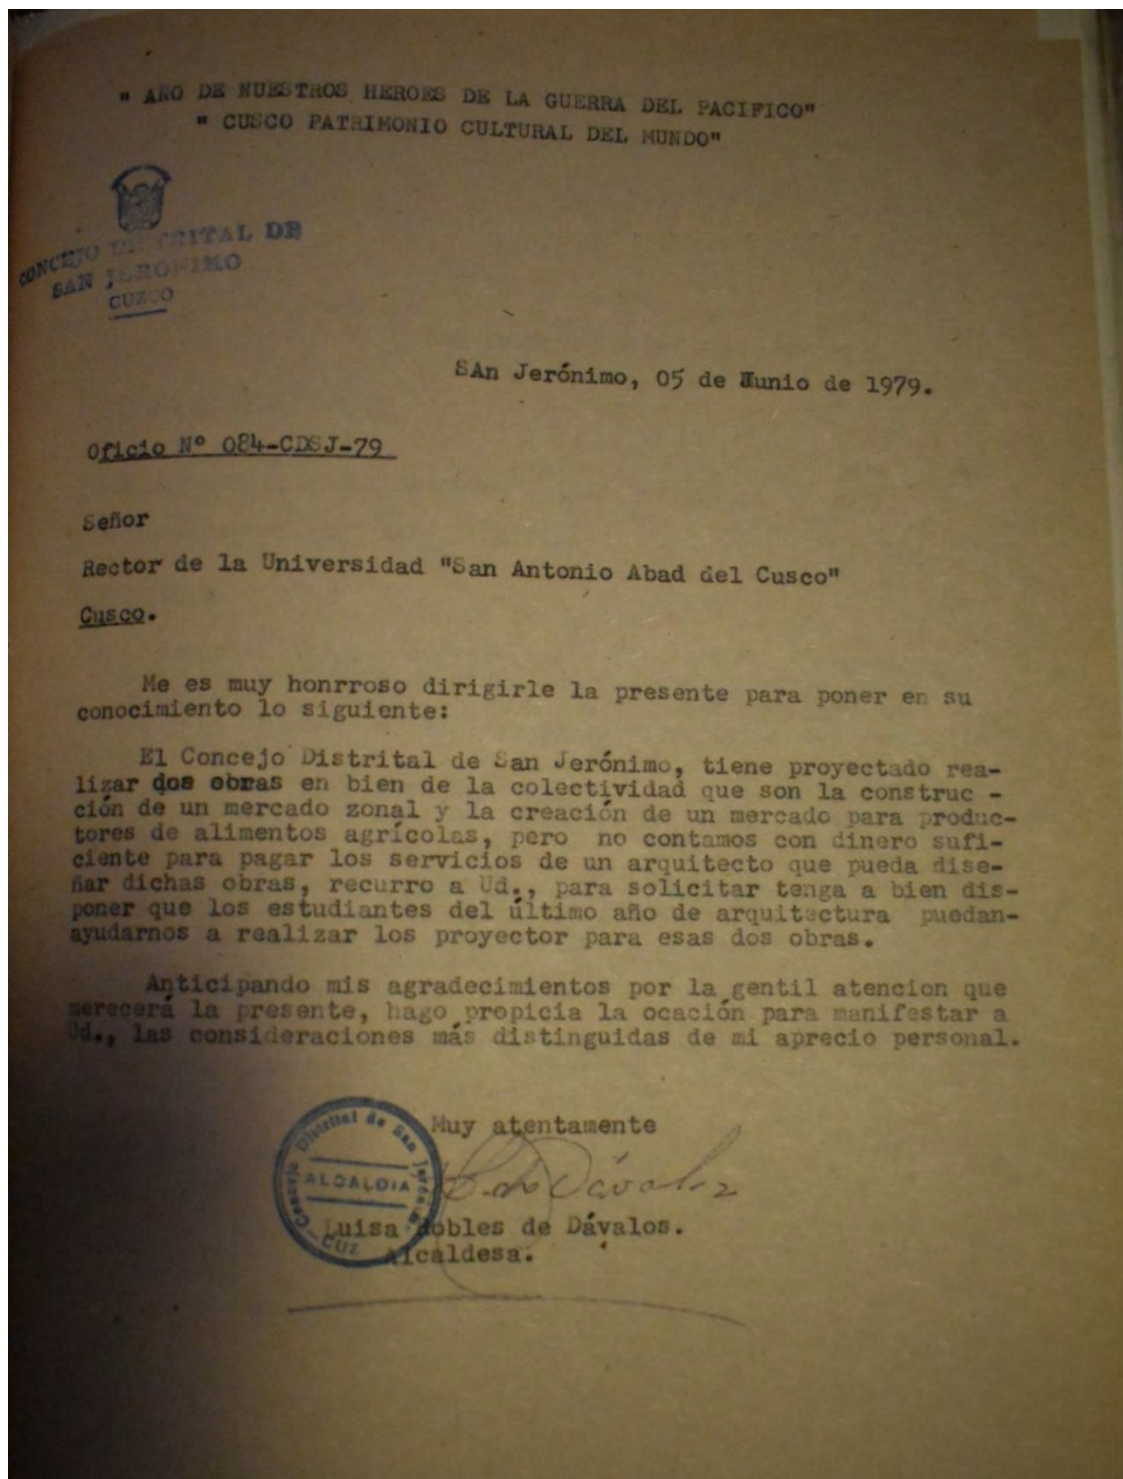 " AÑO DE NUESTROS HEROES DE LA GUERRA DEL PACIFICO"
" CUSCO PATRIMONIO CULTURAL DEL MUNDO"
CONCEJO DISTRITAL DE
SAN JERONIMO
CUZCO
SAn Jerónimo, 05 de Junio de 1979.
Oficio Nº 084-CDSJ-79
Señor
Rector de la Universidad "San Antonio Abad del Cusco"
Cusco.
Me es muy honrroso dirigirle la presente para poner en su
conocimiento lo siguiente:
El Concejo Distrital de San Jerónimo, tiene proyectado rea-
lizar dos obras en bien de la colectividad que son la construc -
ción de un mercado zonal y la creación de un mercado para produc-
tores de alimentos agrícolas, pero no contamos con dinero sufi-
ciente para pagar los servicios de un arquitecto que pueda dise-
ñar dichas obras, recurro a Ud., para solicitar tenga a bien dis-
poner que los estudiantes del último año de arquitectura puedan-
ayudarnos a realizar los proyector para esas dos obras.
Anticipando mis agradecimientos por la gentil atencion que
merecerá la presente, hago propicia la ocación para manifestar a
Ud., las consideraciones más distinguidas de mi aprecio personal.
Muy atentamente
Concejo Distrital de San Jerónimo
ALCALDIA
CUZ
de Dávalos
Luisa Robles de Dávalos.
Alcaldesa.